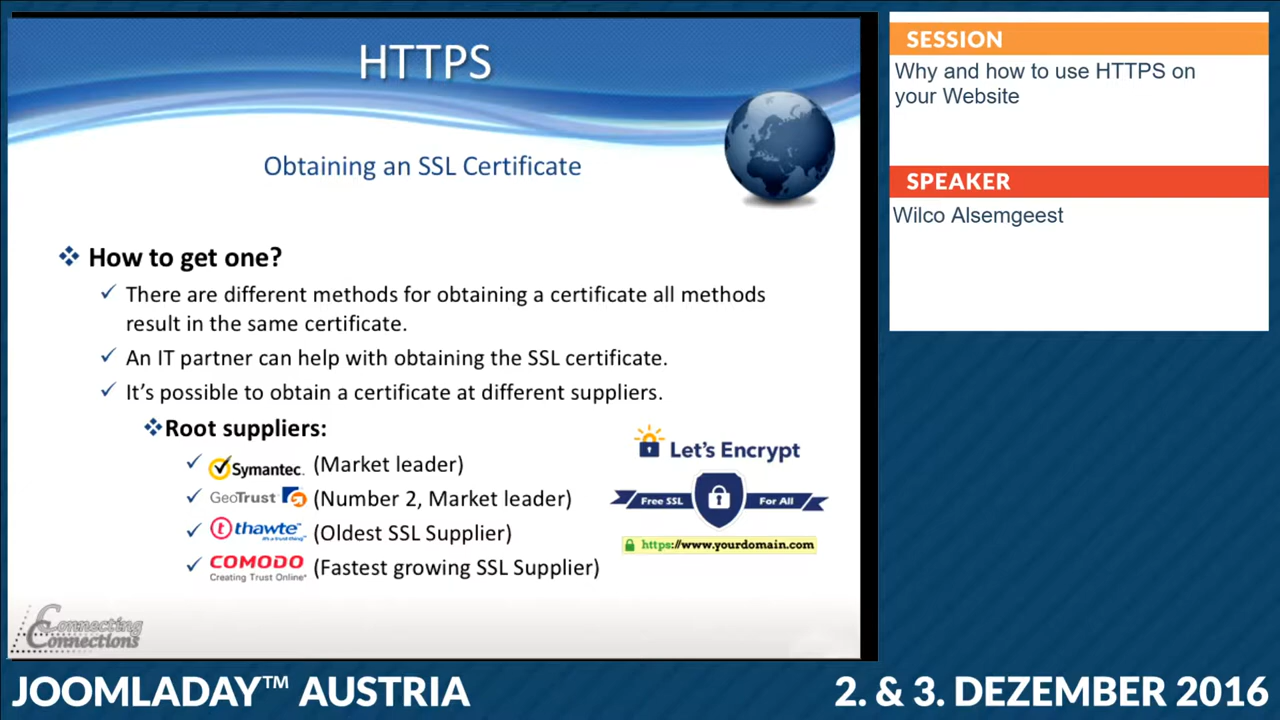 HTTPS
Obtaining an SSL Certificate
How to get one?
There are different methods for obtaining a certificate all methods
result in the same certificate.
An IT partner can help with obtaining the SSL certificate.
It's possible to obtain a certificate at different suppliers.
Root suppliers:
Symantec. (Market leader)
GeoTrust (Number 2, Market leader)
thawte (Oldest SSL Supplier)
it's a trust thing
COMODO (Fastest growing SSL Supplier)
Creating Trust Online
Let's Encrypt
Free SSL For All
https://www.yourdomain.com
Connecting
Connections
SESSION
Why and how to use HTTPS on
your Website
SPEAKER
Wilco Alsemgeest
JOOMLADAY™ AUSTRIA
2. & 3. DEZEMBER 2016